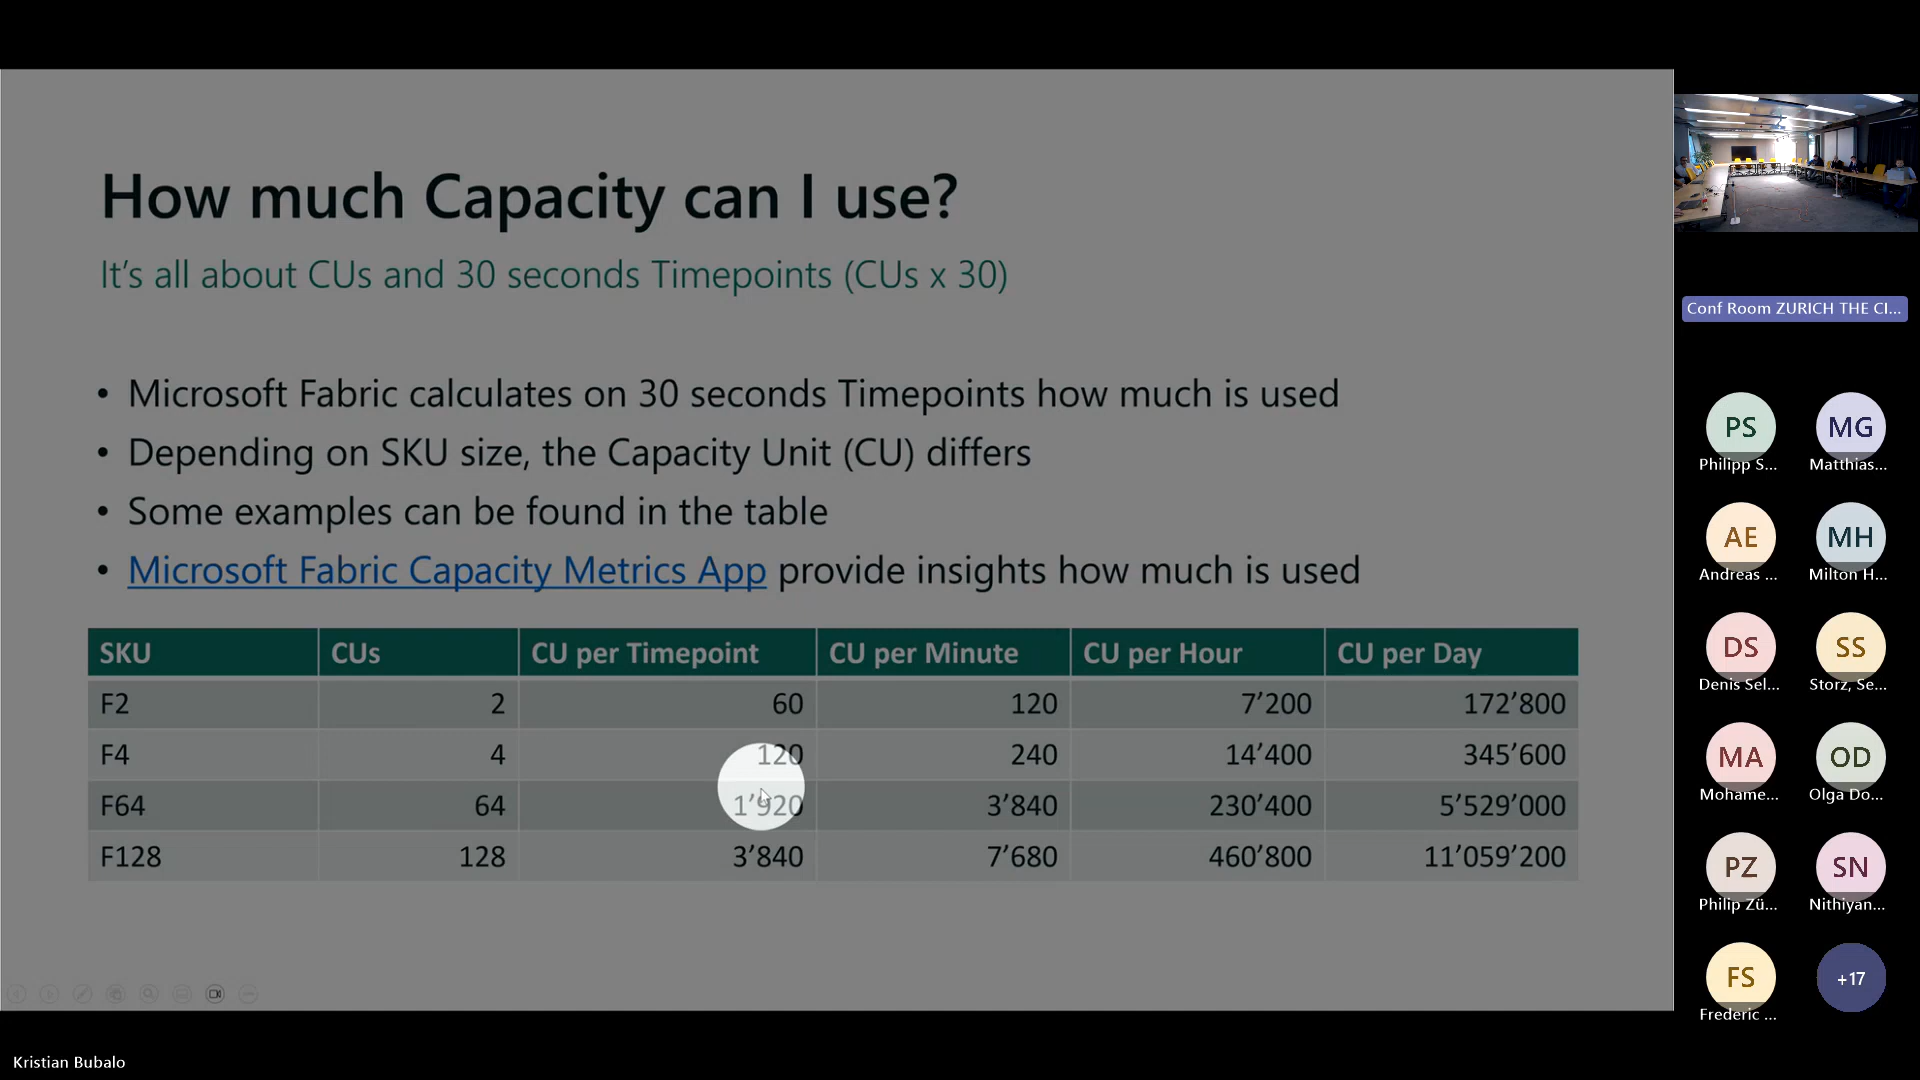 How much Capacity can I use?
It's all about CUs and 30 seconds Timepoints (CUs x 30)
• Microsoft Fabric calculates on 30 seconds Timepoints how much is used
• Depending on SKU size, the Capacity Unit (CU) differs
• Some examples can be found in the table
• Microsoft Fabric Capacity Metrics App provide insights how much is used
SKU CUs CU per Timepoint CU per Minute CU per Hour CU per Day
F2 2 60 120 7’200 172’800
F4 4 120 240 14’400 345’600
F64 64 1’920 3’840 230’400 5’529’000
F128 128 3’840 7’680 460’800 11’059’200
Kristian Bubalo
Conf Room ZURICH THE CI...
PS MG
Philipp S... Matthias...
AE MH
Andreas ... Milton H...
DS SS
Denis Sel... Storz, Se...
MA OD
Mohame... Olga Do...
PZ SN
Philip Zü... Nithiyan...
FS +17
Frederic ...